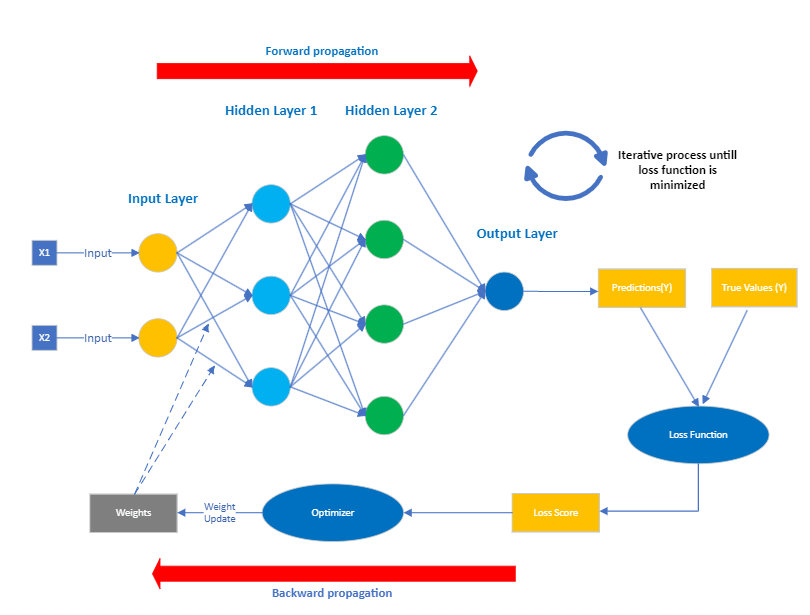 Forward propagation
Hidden Layer 1
Hidden Layer 2
Iterative process untill
loss function is
minimized
Input Layer
Output Layer
X1
Input
Predictions(Y)
True Values (Y)
X2
Input
Loss Function
Weights
Weight
Update
Optimizer
Loss Score
Backward propagation